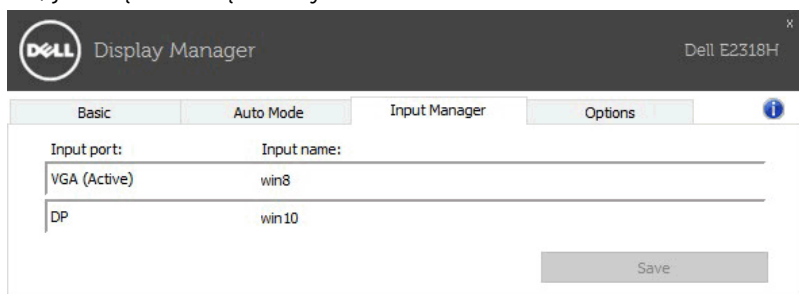 DELL Display Manager Dell E2318H
x
Basic Auto Mode Input Manager Options i
Input port: Input name:
VGA (Active) win8
DP win10
Save